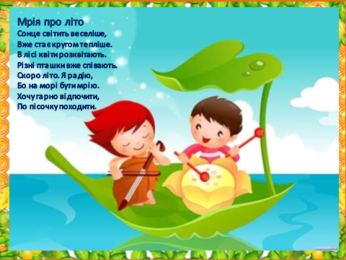 Мрія про літо
Сонце світить веселіше,
Вже стає кругом тепліше.
В лісі квіти розквітають.
Різні пташки вже співають.
Скоро літо. Я радію,
Бо на морі бути мрію.
Хочу гарно відпочити,
По пісочку походити.